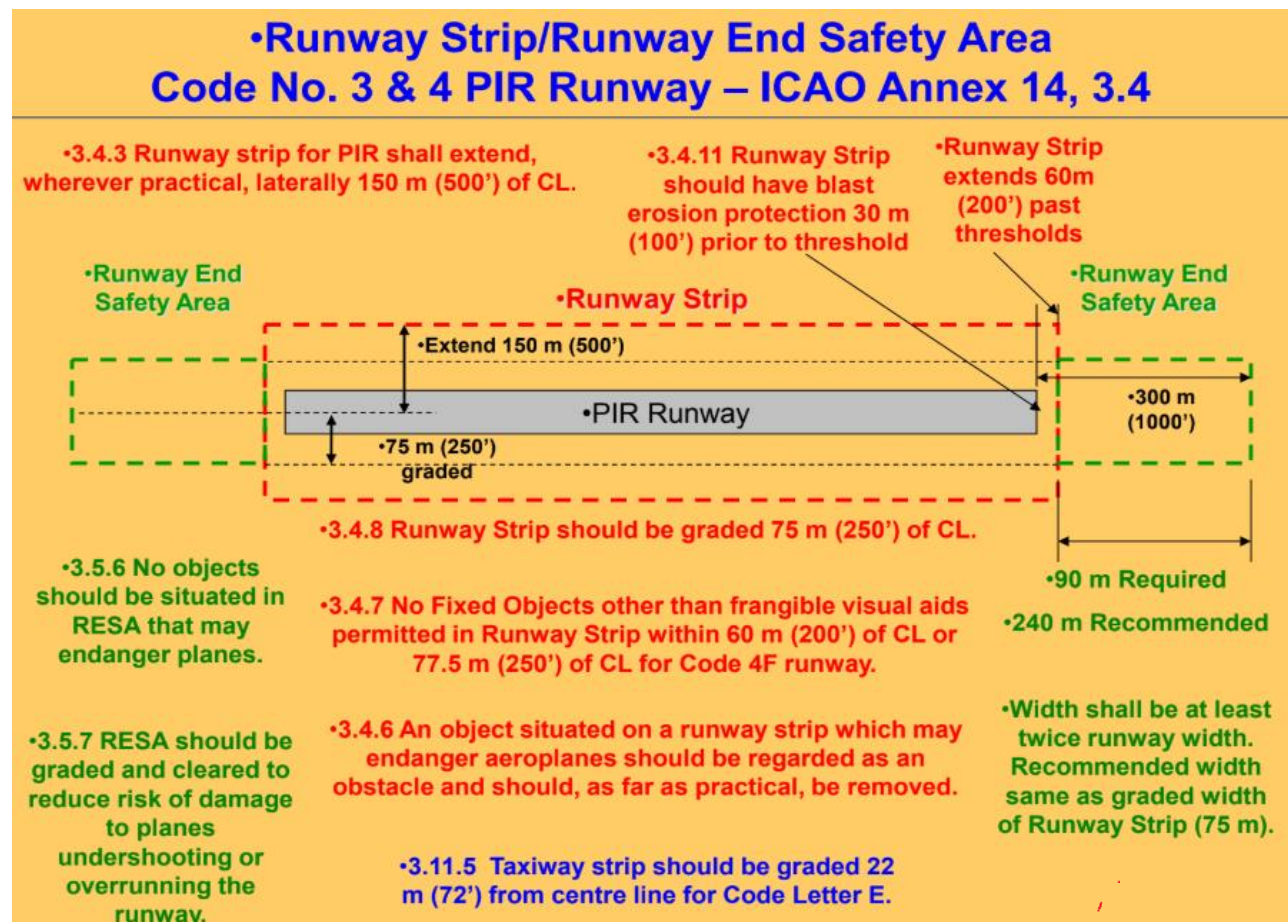 •Runway Strip/Runway End Safety Area
Code No. 3 & 4 PIR Runway – ICAO Annex 14, 3.4
•3.4.3 Runway strip for PIR shall extend,
wherever practical, laterally 150 m (500’) of CL.
•3.4.11 Runway Strip
should have blast
erosion protection 30 m
(100’) prior to threshold
•Runway Strip
extends 60m
(200’) past
thresholds
•Runway End
Safety Area
•Runway Strip
•Runway End
Safety Area
•Extend 150 m (500’)
•PIR Runway
•300 m
(1000’)
•75 m (250’)
graded
•3.4.8 Runway Strip should be graded 75 m (250’) of CL.
•3.5.6 No objects
should be situated in
RESA that may
endanger planes.
•3.4.7 No Fixed Objects other than frangible visual aids
permitted in Runway Strip within 60 m (200’) of CL or
77.5 m (250’) of CL for Code 4F runway.
•90 m Required
•240 m Recommended
•3.5.7 RESA should be
graded and cleared to
reduce risk of damage
to planes
undershooting or
overrunning the
runway.
•3.4.6 An object situated on a runway strip which may
endanger aeroplanes should be regarded as an
obstacle and should, as far as practical, be removed.
•Width shall be at least
twice runway width.
Recommended width
same as graded width
of Runway Strip (75 m).
•3.11.5 Taxiway strip should be graded 22
m (72’) from centre line for Code Letter E.